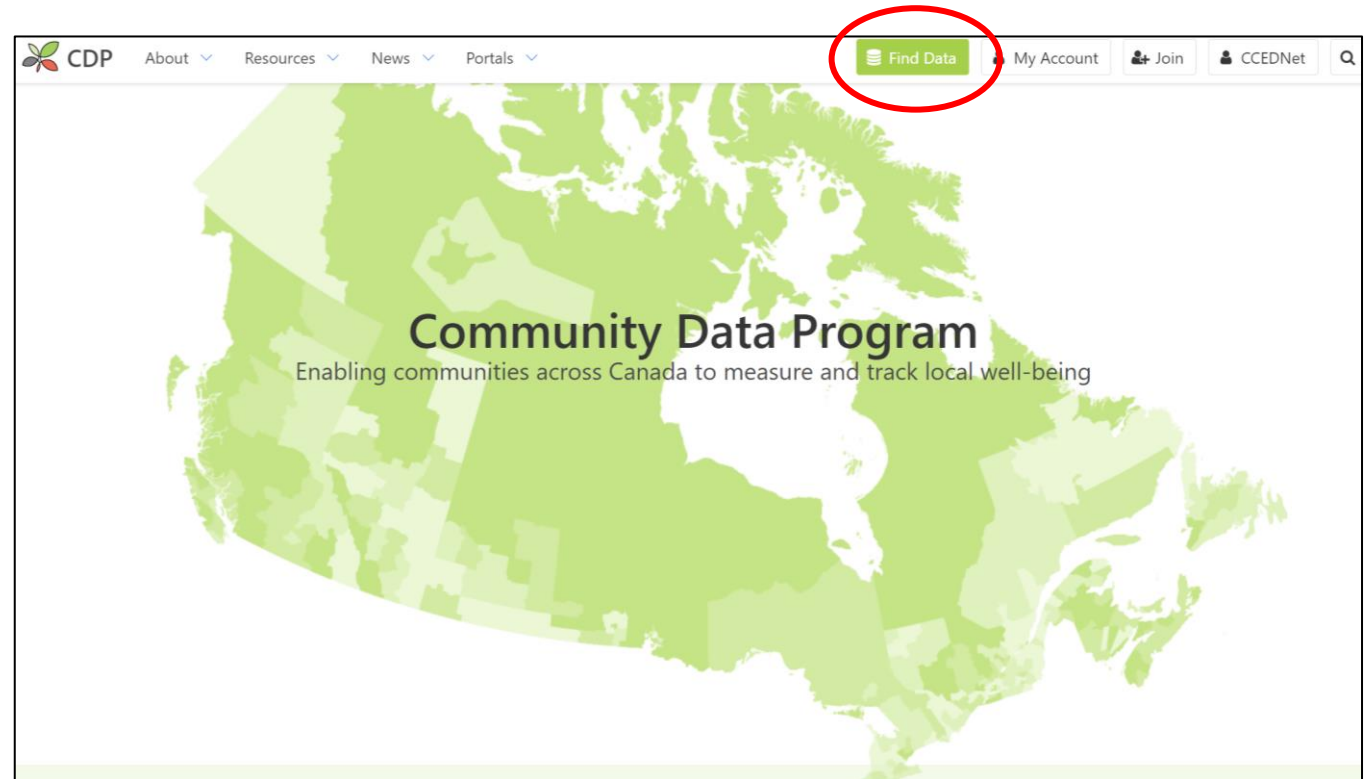 CDP About Resources News Portals Find Data My Account Join CCEDNet
Community Data Program
Enabling communities across Canada to measure and track local well-being